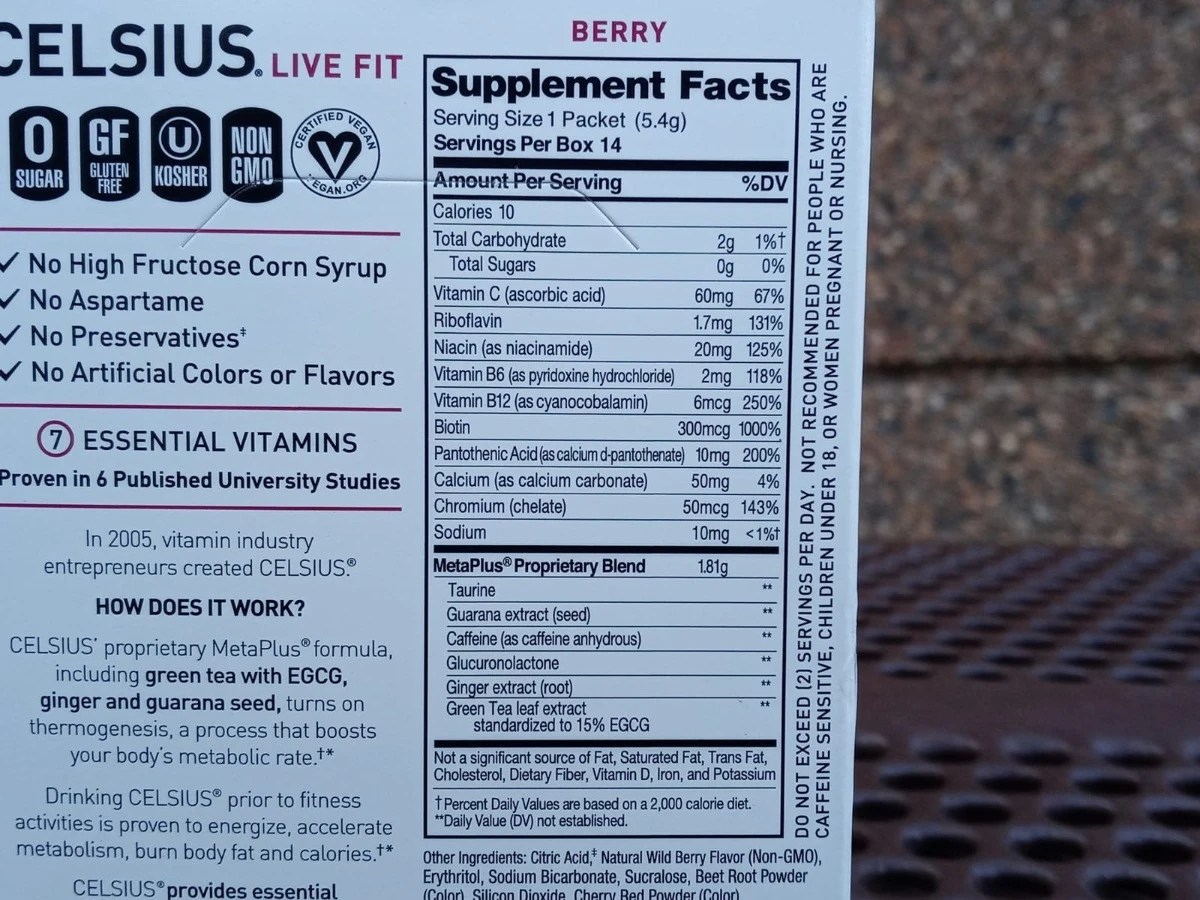 CELSIUS® LIVE FIT
0 SUGAR
GF GLUTEN FREE
U KOSHER
NON GMO
CERTIFIED VEGAN
V
VEGAN.ORG
✓ No High Fructose Corn Syrup
✓ No Aspartame
✓ No Preservatives‡
✓ No Artificial Colors or Flavors
7 ESSENTIAL VITAMINS
Proven in 6 Published University Studies
In 2005, vitamin industry
entrepreneurs created CELSIUS.®
HOW DOES IT WORK?
CELSIUS' proprietary MetaPlus® formula,
including green tea with EGCG,
ginger and guarana seed, turns on
thermogenesis, a process that boosts
your body's metabolic rate.†*
Drinking CELSIUS® prior to fitness
activities is proven to energize, accelerate
metabolism, burn body fat and calories.†*
CELSIUS® provides essential
BERRY
Supplement Facts
Serving Size 1 Packet (5.4g)
Servings Per Box 14
Amount Per Serving %DV
Calories 10
Total Carbohydrate 2g 1%†
Total Sugars 0g 0%
Vitamin C (ascorbic acid) 60mg 67%
Riboflavin 1.7mg 131%
Niacin (as niacinamide) 20mg 125%
Vitamin B6 (as pyridoxine hydrochloride) 2mg 118%
Vitamin B12 (as cyanocobalamin) 6mcg 250%
Biotin 300mcg 1000%
Pantothenic Acid (as calcium d-pantothenate) 10mg 200%
Calcium (as calcium carbonate) 50mg 4%
Chromium (chelate) 50mcg 143%
Sodium 10mg <1%†
MetaPlus® Proprietary Blend 1.81g
Taurine **
Guarana extract (seed) **
Caffeine (as caffeine anhydrous) **
Glucuronolactone **
Ginger extract (root) **
Green Tea leaf extract **
standardized to 15% EGCG
Not a significant source of Fat, Saturated Fat, Trans Fat,
Cholesterol, Dietary Fiber, Vitamin D, Iron, and Potassium
† Percent Daily Values are based on a 2,000 calorie diet.
**Daily Value (DV) not established.
Other Ingredients: Citric Acid,‡ Natural Wild Berry Flavor (Non-GMO),
Erythritol, Sodium Bicarbonate, Sucralose, Beet Root Powder
(Color), Silicon Dioxide, Cherry Red Powder (Color)
DO NOT EXCEED (2) SERVINGS PER DAY. NOT RECOMMENDED FOR PEOPLE WHO ARE
CAFFEINE SENSITIVE, CHILDREN UNDER 18, OR WOMEN PREGNANT OR NURSING.